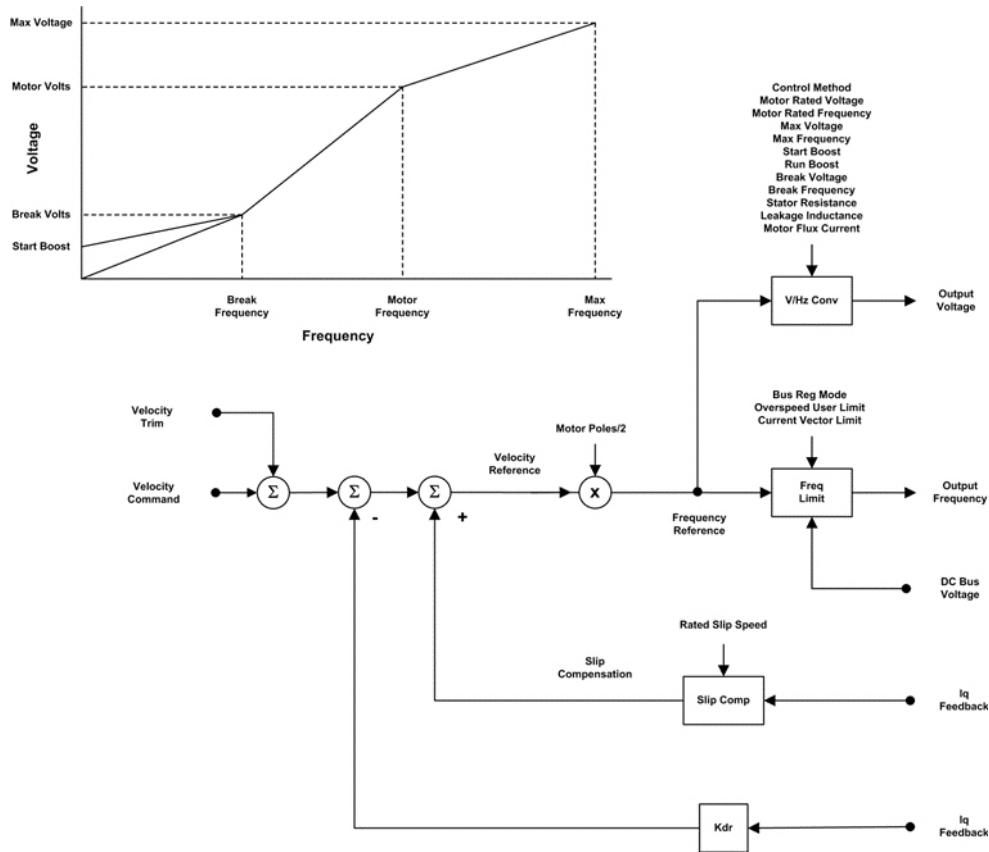 Max Voltage
Motor Volts
Voltage
Break Volts
Start Boost
Break
Frequency
Motor
Frequency
Max
Frequency
Frequency
Control Method
Motor Rated Voltage
Motor Rated Frequency
Max Voltage
Max Frequency
Start Boost
Run Boost
Break Voltage
Break Frequency
Stator Resistance
Leakage Inductance
Motor Flux Current
V/Hz Conv
Output
Voltage
Velocity
Trim
Velocity
Command
Σ
Σ
-
Σ
+
Velocity
Reference
Motor Poles/2
X
Frequency
Reference
Bus Reg Mode
Overspeed User Limit
Current Vector Limit
Freq
Limit
Output
Frequency
DC Bus
Voltage
Rated Slip Speed
Slip
Compensation
Slip Comp
Iq
Feedback
Kdr
Iq
Feedback